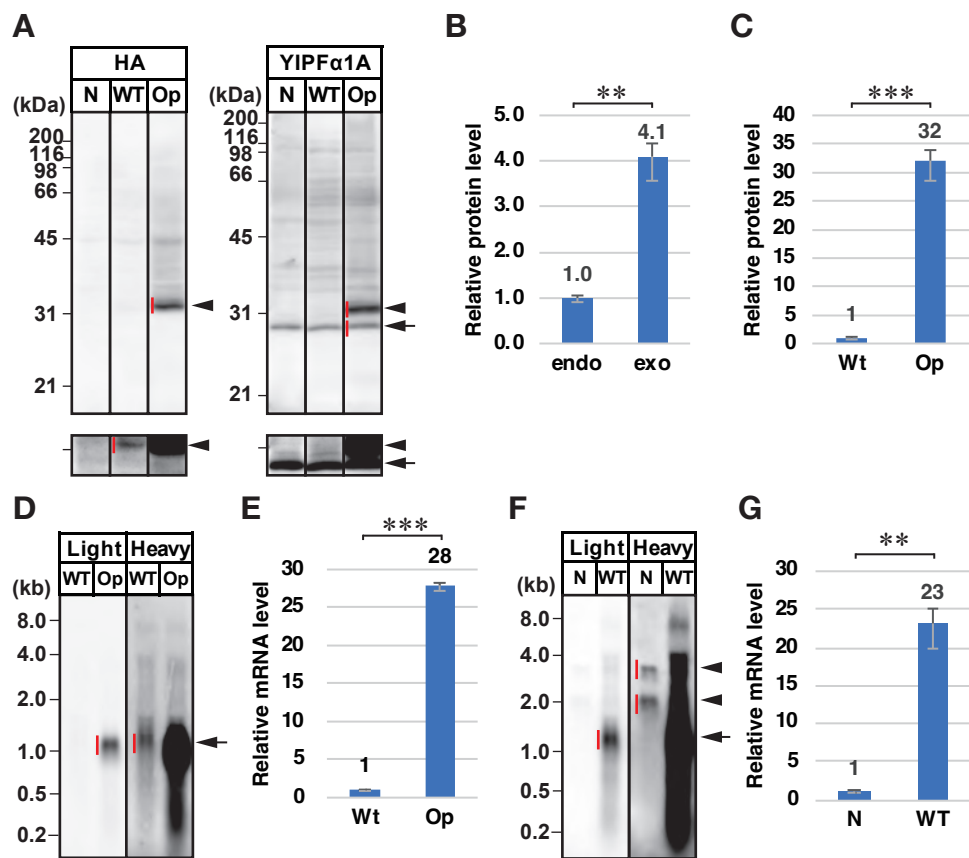 A
HA
N WT Op
(kDa)
200
116
98
66
45
31
21
YIPFα1A
N WT Op
(kDa)
200
116
98
66
45
31
21
B
**
Relative protein level
5.0
4.0
3.0
2.0
1.0
0.0
1.0
4.1
endo exo
C
***
Relative protein level
40
35
30
25
20
15
10
5
0
1
32
Wt Op
D
Light Heavy
WT Op WT Op
(kb)
8.0
4.0
2.0
1.0
0.5
0.2
E
***
Relative mRNA level
30
25
20
15
10
5
0
1
28
Wt Op
F
Light Heavy
N WT N WT
(kb)
8.0
4.0
2.0
1.0
0.5
0.2
G
**
Relative mRNA level
30
25
20
15
10
5
0
1
23
N WT